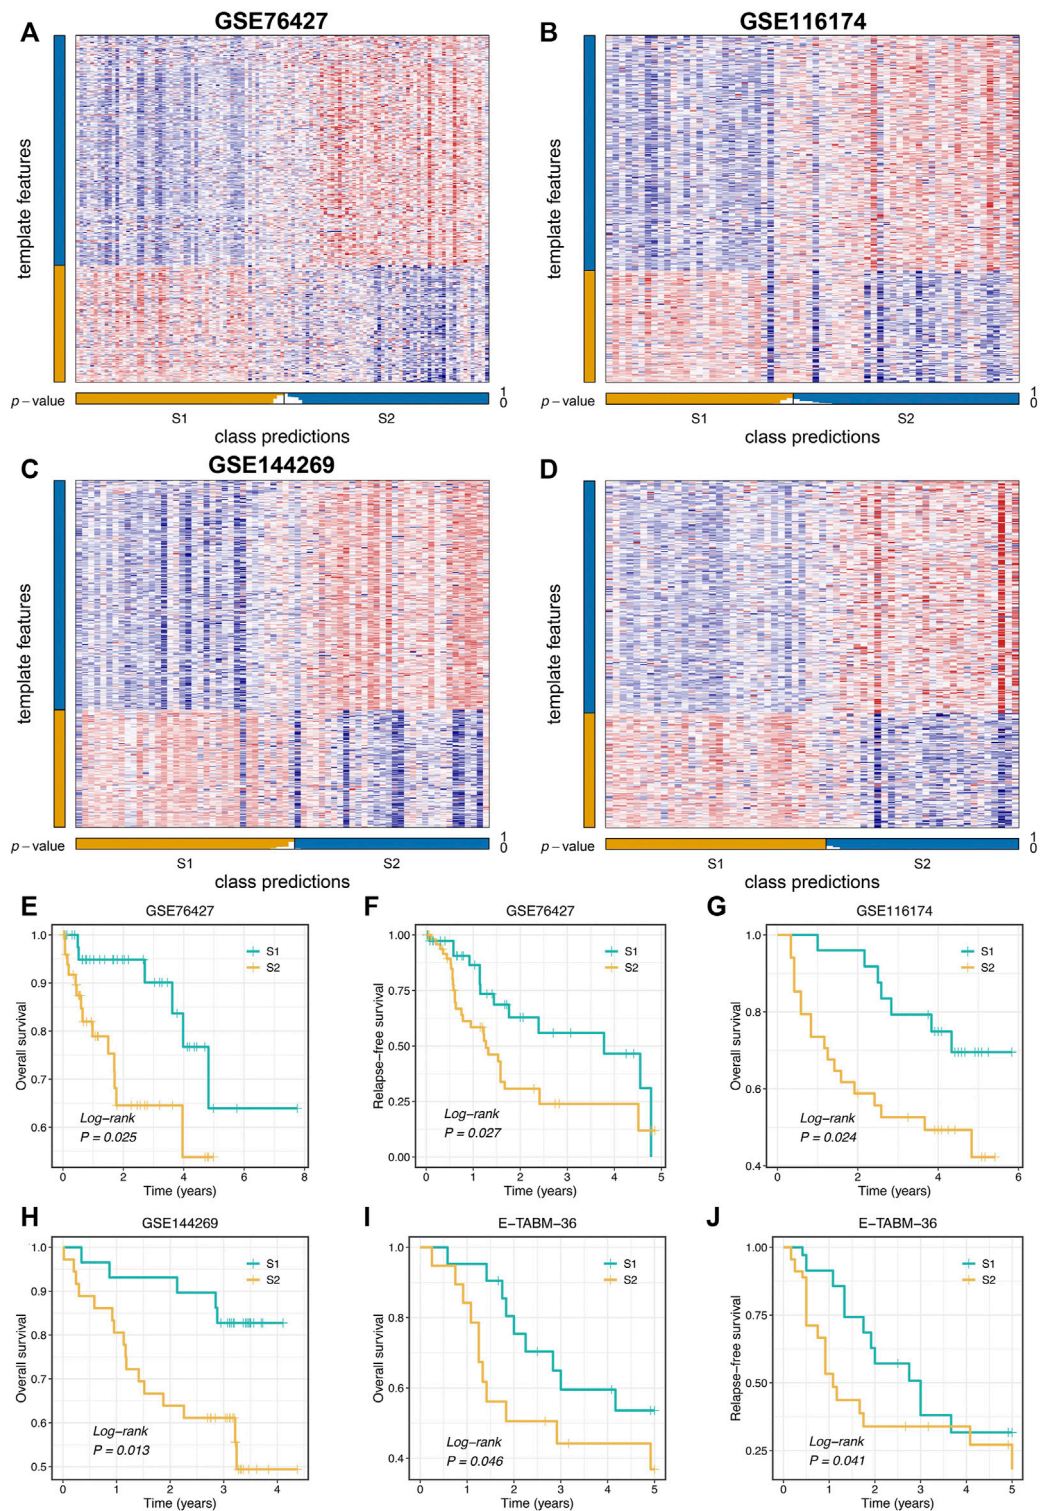 A
GSE76427
template features
p – value
1
0
S1
S2
class predictions
B
GSE116174
template features
p – value
1
0
S1
S2
class predictions
C
GSE144269
template features
p – value
1
0
S1
S2
class predictions
D
template features
p – value
1
0
S1
S2
class predictions
E
GSE76427
Overall survival
1.0
0.9
0.8
0.7
0.6
S1
S2
Log–rank
P = 0.025
0
2
4
6
8
Time (years)
F
GSE76427
Relapse–free survival
1.00
0.75
0.50
0.25
0.00
S1
S2
Log–rank
P = 0.027
0
1
2
3
4
5
Time (years)
G
GSE116174
Overall survival
1.0
0.8
0.6
0.4
S1
S2
Log–rank
P = 0.024
0
2
4
6
Time (years)
H
GSE144269
Overall survival
1.0
0.9
0.8
0.7
0.6
0.5
S1
S2
Log–rank
P = 0.013
0
1
2
3
4
Time (years)
I
E–TABM–36
Overall survival
1.0
0.8
0.6
0.4
S1
S2
Log–rank
P = 0.046
0
1
2
3
4
5
Time (years)
J
E–TABM–36
Relapse–free survival
1.00
0.75
0.50
0.25
S1
S2
Log–rank
P = 0.041
0
1
2
3
4
5
Time (years)